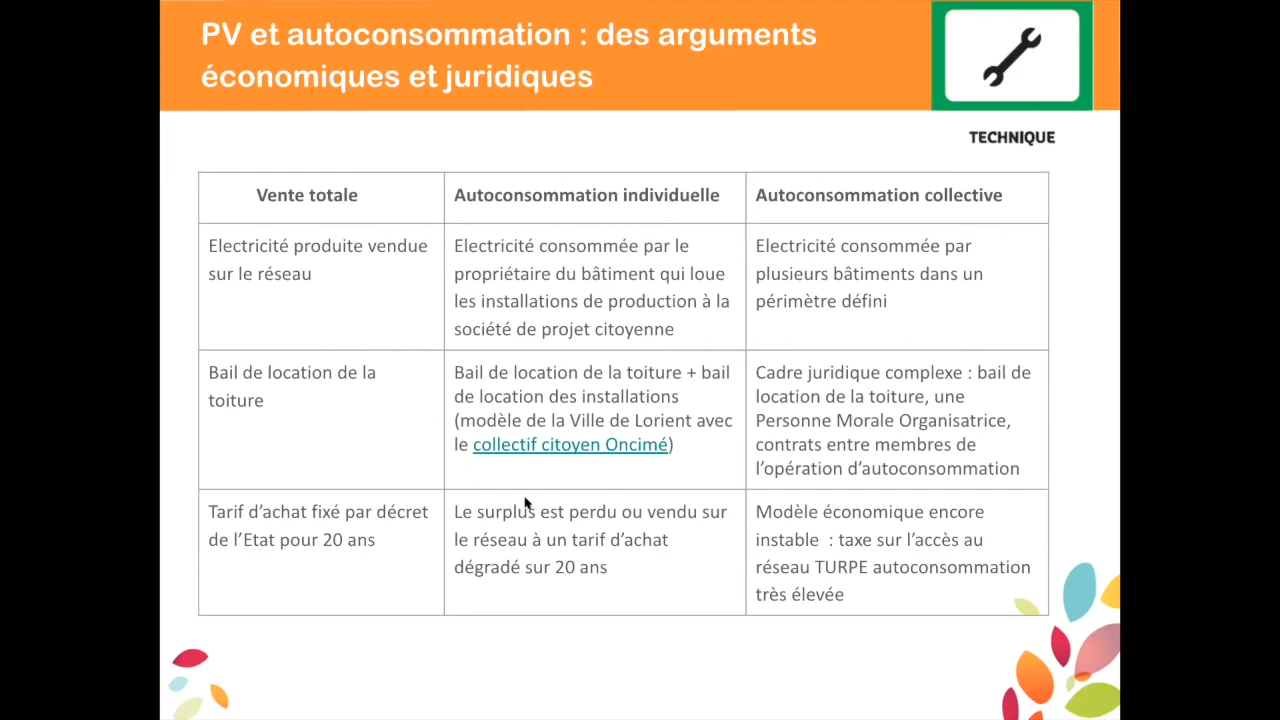 PV et autoconsommation : des arguments
économiques et juridiques
TECHNIQUE
Vente totale
Autoconsommation individuelle
Autoconsommation collective
Electricité produite vendue
sur le réseau
Electricité consommée par le
propriétaire du bâtiment qui loue
les installations de production à la
société de projet citoyenne
Electricité consommée par
plusieurs bâtiments dans un
périmètre défini
Bail de location de la
toiture
Bail de location de la toiture + bail
de location des installations
(modèle de la Ville de Lorient avec
le collectif citoyen Oncimé)
Cadre juridique complexe : bail de
location de la toiture, une
Personne Morale Organisatrice,
contrats entre membres de
l’opération d’autoconsommation
Tarif d’achat fixé par décret
de l’Etat pour 20 ans
Le surplus est perdu ou vendu sur
le réseau à un tarif d’achat
dégradé sur 20 ans
Modèle économique encore
instable  : taxe sur l’accès au
réseau TURPE autoconsommation
très élevée